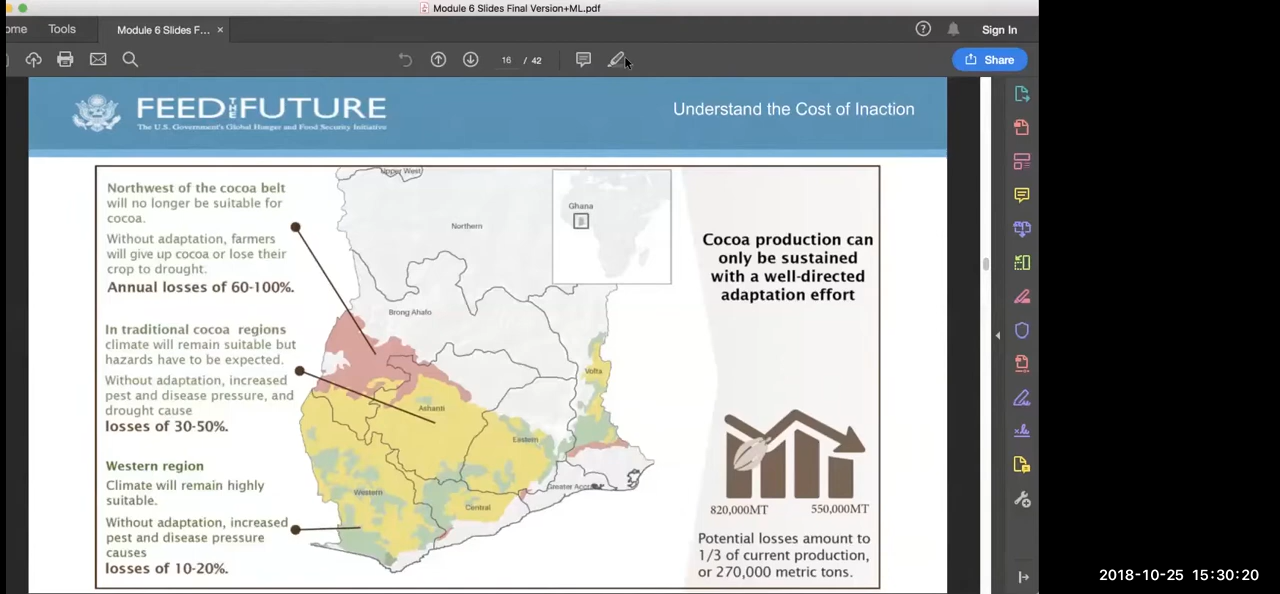 Module 6 Slides Final Version+ML.pdf
ome
Tools
Module 6 Slides F... ×
Sign In
16 / 42
Share
FEED THE FUTURE
The U.S. Government's Global Hunger and Food Security Initiative
Understand the Cost of Inaction
Northwest of the cocoa belt
will no longer be suitable for
cocoa.
Without adaptation, farmers
will give up cocoa or lose their
crop to drought.
Annual losses of 60-100%.
In traditional cocoa regions
climate will remain suitable but
hazards have to be expected.
Without adaptation, increased
pest and disease pressure, and
drought cause
losses of 30-50%.
Western region
Climate will remain highly
suitable.
Without adaptation, increased
pest and disease pressure
causes
losses of 10-20%.
Upper West
Northern
Brong Ahafo
Volta
Ashanti
Eastern
Western
Central
Greater Accra
Ghana
Cocoa production can
only be sustained
with a well-directed
adaptation effort
820,000MT
550,000MT
Potential losses amount to
1/3 of current production,
or 270,000 metric tons.
2018-10-25 15:30:20